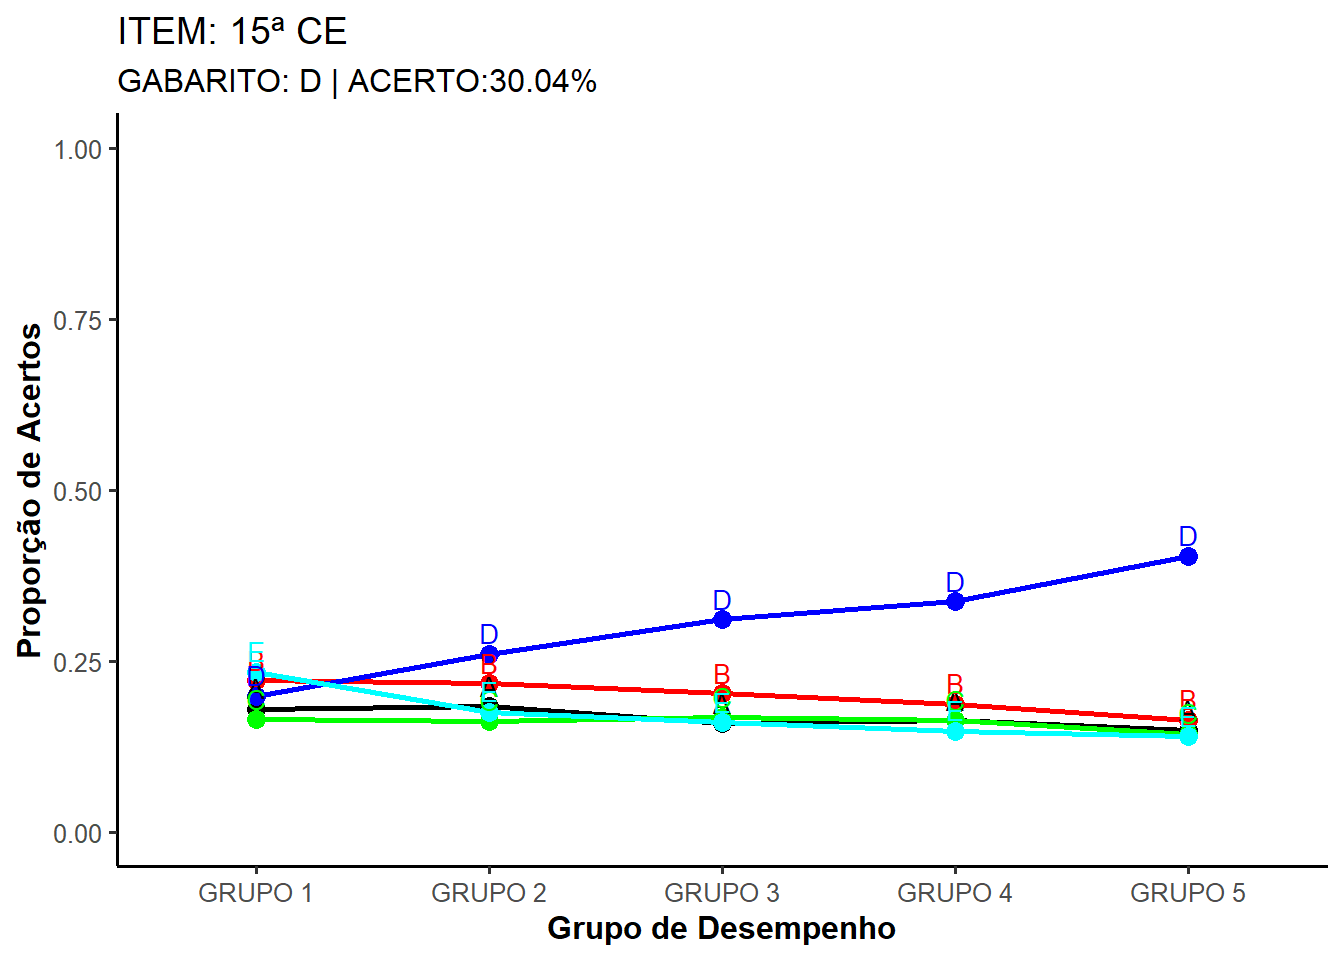 ITEM: 15ª CE
GABARITO: D | ACERTO:30.04%
Proporção de Acertos
1.00
0.75
0.50
0.25
0.00
D
D
D
D
D
B
B
B
B
B
E
GRUPO 1
GRUPO 2
GRUPO 3
GRUPO 4
GRUPO 5
Grupo de Desempenho